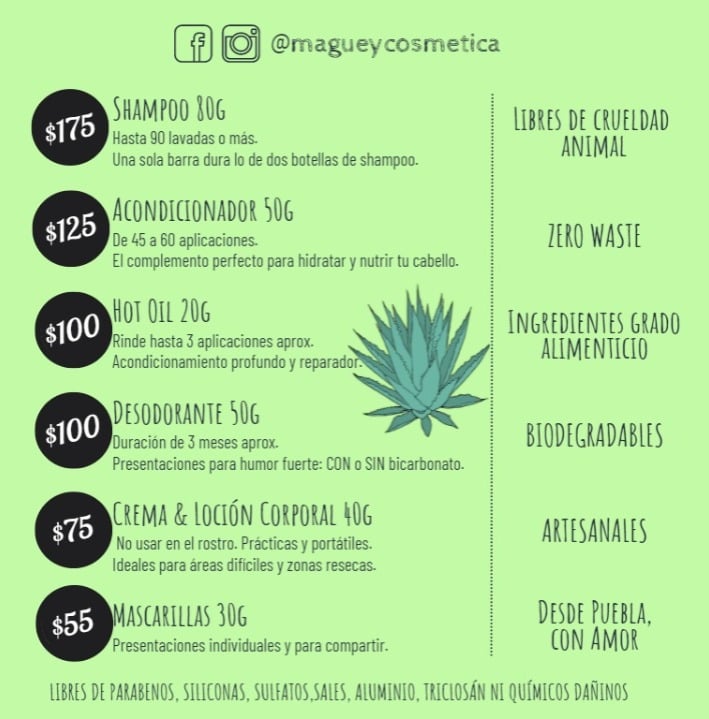 @magueycosmetica
$175
SHAMPOO 80G
Hasta 90 lavadas o más.
Una sola barra dura lo de dos botellas de shampoo.
$125
ACONDICIONADOR 50G
De 45 a 60 aplicaciones.
El complemento perfecto para hidratar y nutrir tu cabello.
$100
HOT OIL 20G
Rinde hasta 3 aplicaciones aprox.
Acondicionamiento profundo y reparador.
$100
DESODORANTE 50G
Duración de 3 meses aprox.
Presentaciones para humor fuerte: CON o SIN bicarbonato.
$75
CREMA & LOCIÓN CORPORAL 40G
No usar en el rostro. Prácticas y portátiles.
Ideales para áreas difíciles y zonas resecas.
$55
MASCARILLAS 30G
Presentaciones individuales y para compartir.
LIBRES DE CRUELDAD
ANIMAL
ZERO WASTE
INGREDIENTES GRADO
ALIMENTICIO
BIODEGRADABLES
ARTESANALES
DESDE PUEBLA,
CON AMOR
LIBRES DE PARABENOS, SILICONAS, SULFATOS,SALES, ALUMINIO, TRICLOSÁN NI QUÍMICOS DAÑINOS